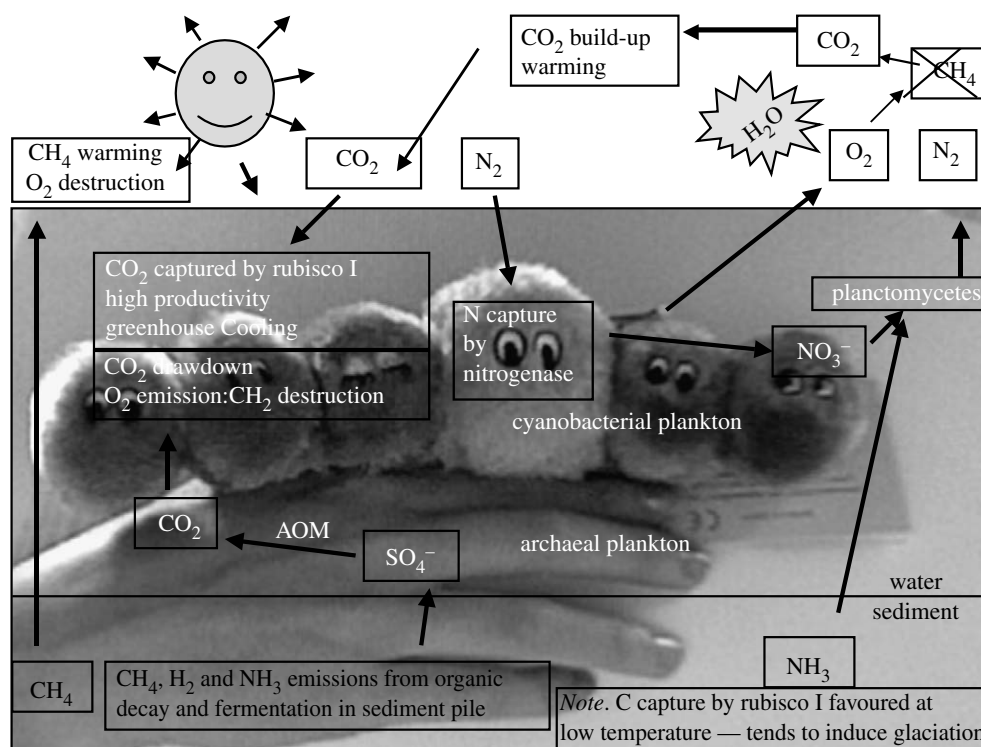 CO₂ build-up
warming
CO₂
CH₄
H₂O
CH₄ warming
O₂ destruction
CO₂
N₂
O₂
N₂
CO₂ captured by rubisco I
high productivity
greenhouse Cooling
CO₂ drawdown
O₂ emission:CH₂ destruction
N capture
by
nitrogenase
planctomycetes
NO₃⁻
cyanobacterial plankton
CO₂
AOM
SO₄⁻
archaeal plankton
water
sediment
CH₄
CH₄, H₂ and NH₃ emissions from organic
decay and fermentation in sediment pile
NH₃
Note. C capture by rubisco I favoured at
low temperature — tends to induce glaciation